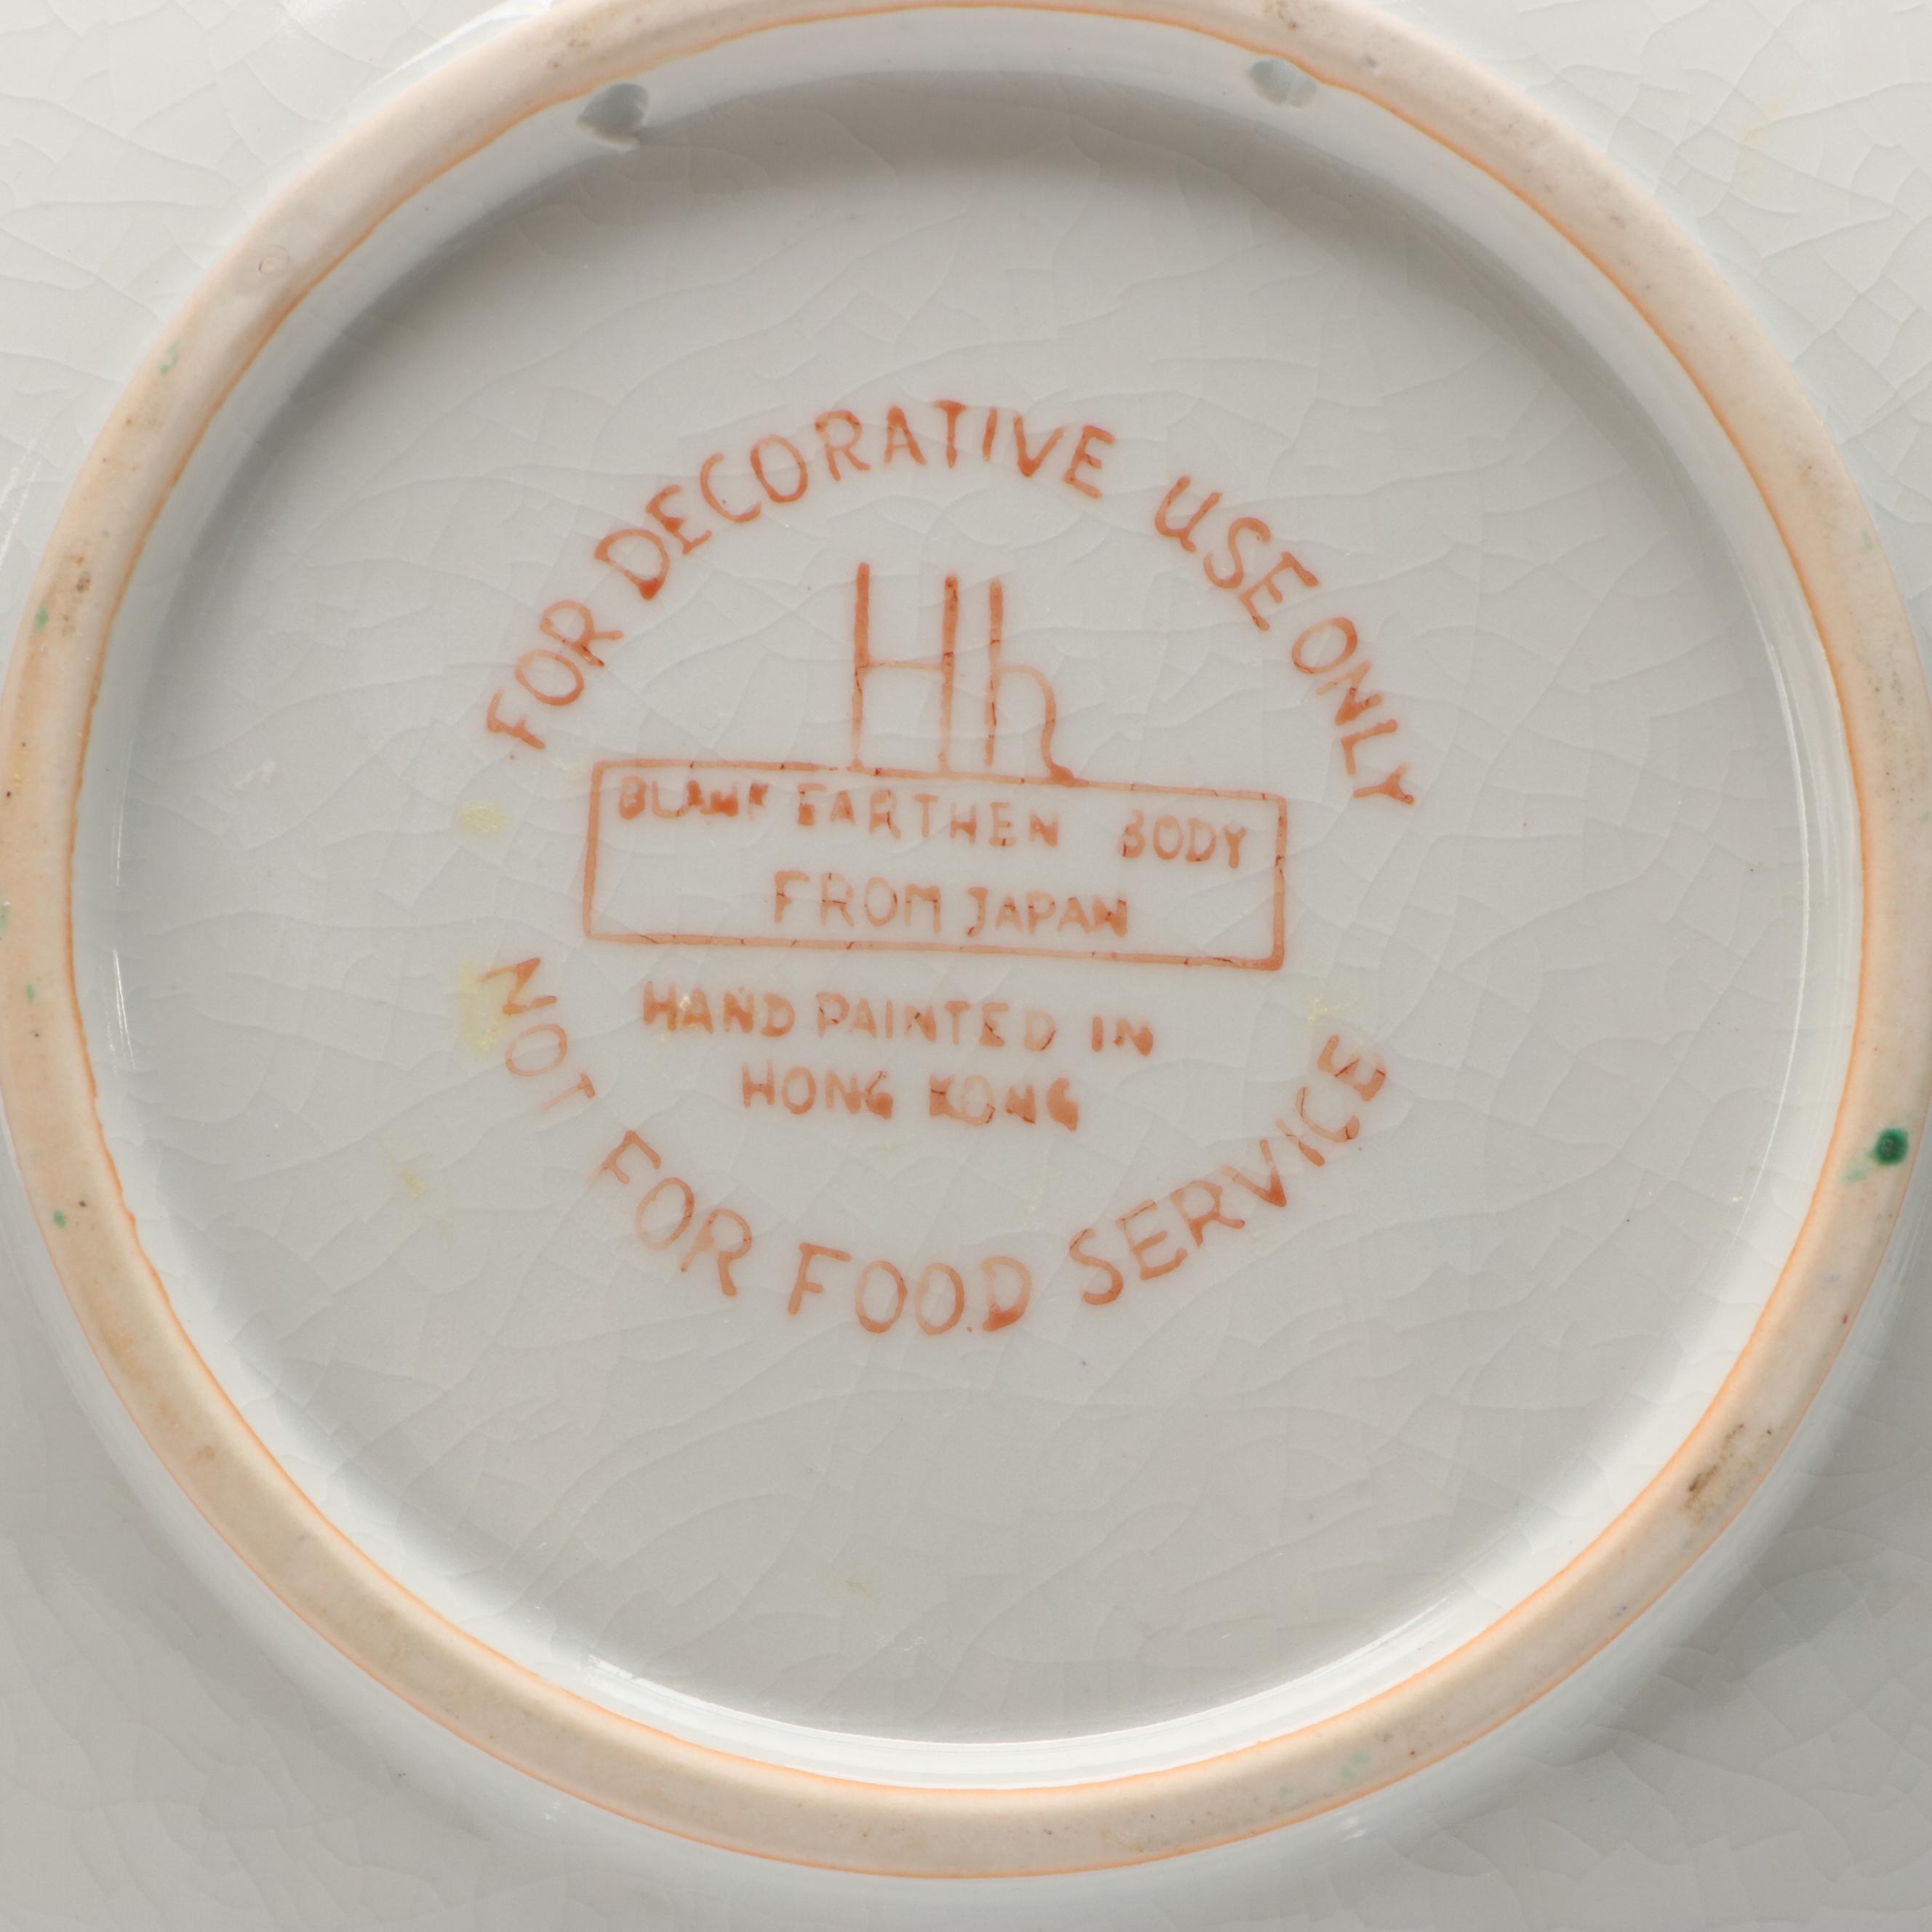 FOR DECORATIVE USE ONLY
Hh
BLANK EARTHEN BODY
FROM JAPAN
HAND PAINTED IN
HONG KONG
NOT FOR FOOD SERVICE